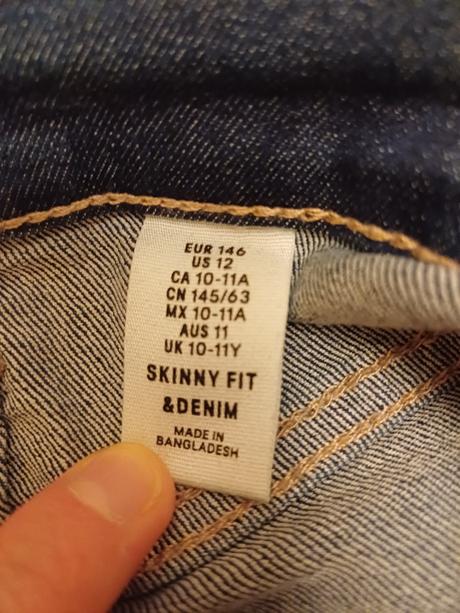 EUR 146
US 12
CA 10-11A
CN 145/63
MX 10-11A
AUS 11
UK 10-11Y
SKINNY FIT
&DENIM
MADE IN
BANGLADESH